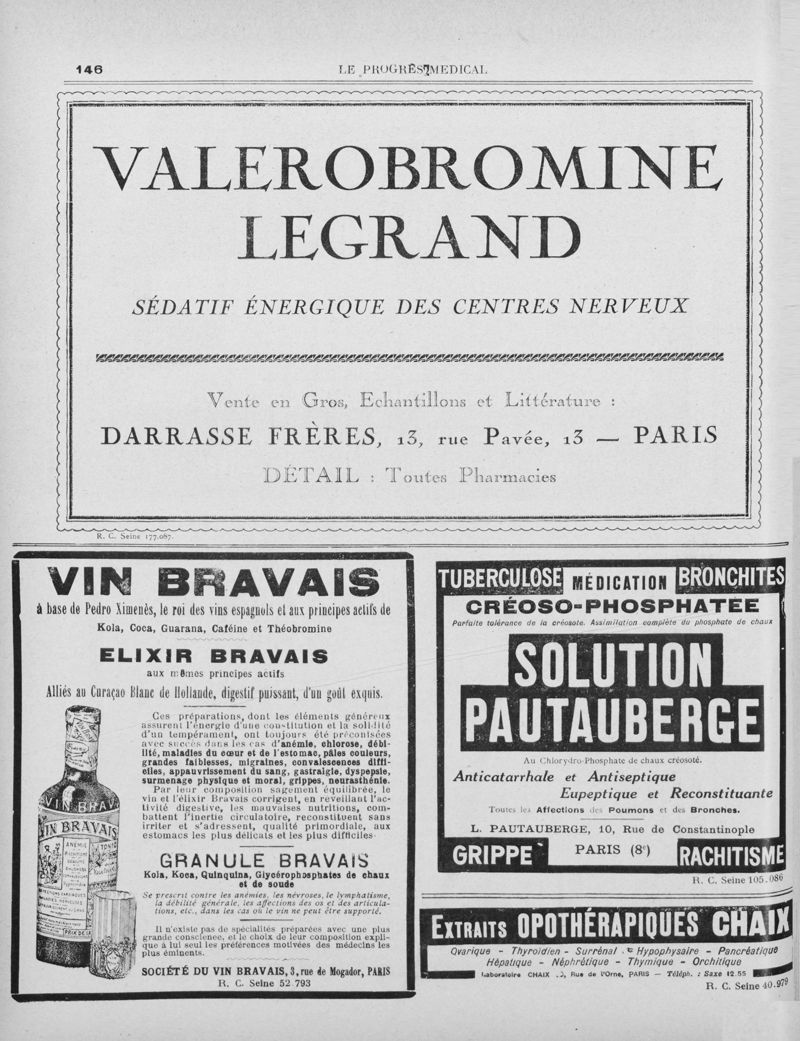 146
LE PROGRÈS MEDICAL
VALEROBROMINE
LEGRAND
SÉDATIF ÉNERGIQUE DES CENTRES NERVEUX
Vente en Gros, Echantillons et Littérature :
DARRASSE FRÈRES, 13, rue Pavée, 13 — PARIS
DÉTAIL : Toutes Pharmacies
R. C. Seine 177.087.
VIN BRAVAIS
à base de Pedro Ximenès, le roi des vins espagnols et aux principes actifs de
Kola, Coca, Guarana, Caféine et Théobromine
ELIXIR BRAVAIS
aux mêmes principes actifs
Alliés au Curaçao Blanc de Hollande, digestif puissant, d'un goût exquis.
Ces préparations, dont les éléments généreux
assurent l'énergie d'une constitution et la solidité
d'un tempérament, ont toujours été préconisées
avec succès dans les cas d'anémie, chlorose, débi-
lité, maladies du cœur et de l'estomac, pâles couleurs,
grandes faiblesses, migraines, convalescences diffi-
ciles, appauvrissement du sang, gastralgie, dyspepsie,
surmenage physique et moral, grippes, neurasthénie.
Par leur composition sagement équilibrée, le
vin et l'élixir Bravais corrigent, en reveillant l'ac-
tivité digestive, les mauvaises nutritions, com-
battent l'inertie circulatoire, reconstituent sans
irriter et s'adressent, qualité primordiale, aux
estomacs les plus délicats et les plus difficiles
VIN BRAV
VIN BRAVAIS
ANÉMIE
TONIQ
PRIX DE LA
GRANULE BRAVAIS
Kola, Koca, Quinquina, Glycérophosphates de chaux
et de soude
Se prescrit contre les anémies, les névroses, le lymphatisme,
la débilité générale, les affections des os et des articula-
tions, etc., dans les cas où le vin ne peut être supporté.
Il n'existe pas de spécialités préparées avec une plus
grande conscience, et le choix de leur composition expli-
que à lui seul les préférences motivées des médecins les
plus éminents.
SOCIÉTÉ DU VIN BRAVAIS, 3, rue de Mogador, PARIS
R. C. Seine 52 793
TUBERCULOSE MÉDICATION BRONCHITES
CRÉOSO-PHOSPHATÉE
Parfaite tolérance de la créosote. Assimilation complète du phosphate de chaux
SOLUTION
PAUTAUBERGE
Au Chlorydro-Phosphate de chaux créosoté.
Anticatarrhale et Antiseptique
Eupeptique et Reconstituante
Toutes les Affections des Poumons et des Bronches.
L. PAUTAUBERGE, 10, Rue de Constantinople
GRIPPE PARIS (8e) RACHITISME
R. C. Seine 105.086
EXTRAITS OPOTHÉRAPIQUES CHAIX
Ovarique - Thyroïdien - Surrénal - Hypophysaire - Pancréatique
Hépatique - Néphrétique - Thymique - Orchitique
Laboratoire CHAIX, Rue de l'Orne, PARIS — Téléph. : Saxe 12.55
R. C. Seine 40.979